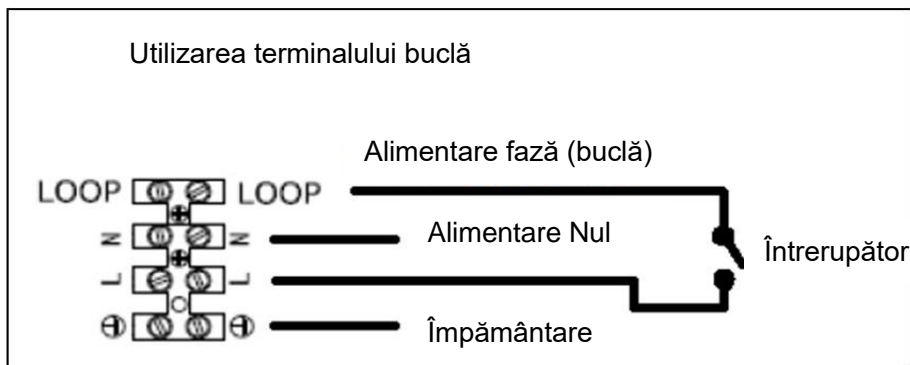 Utilizarea terminalului buclă
Alimentare fază (buclă)
LOOP LOOP
N N Alimentare Nul
Întrerupător
L L
Împământare